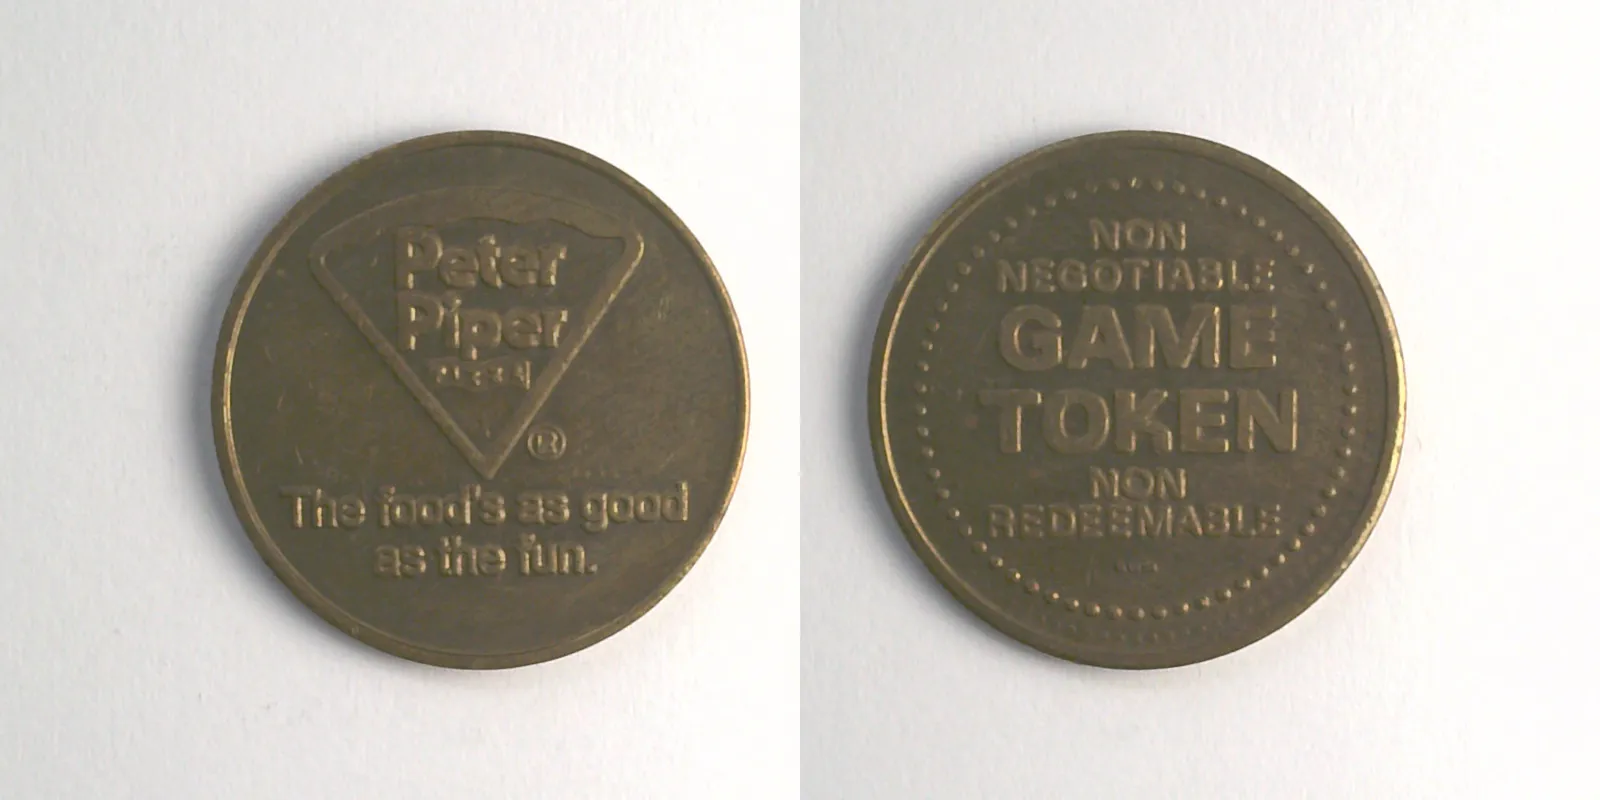 Peter
Piper
®
The food's as good
as the fun.
NON
NEGOTIABLE
GAME
TOKEN
NON
REDEEMABLE